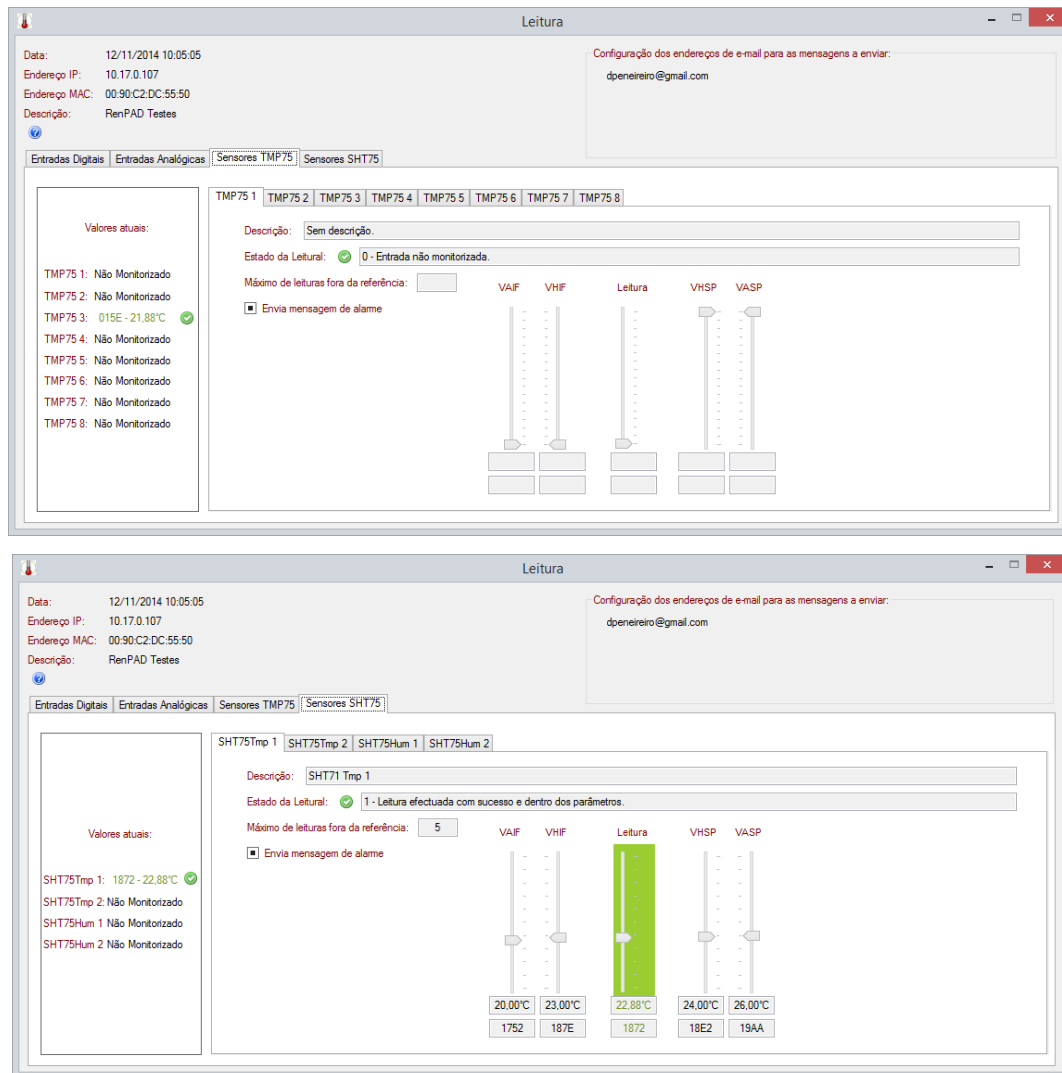 Leitura
Data: 12/11/2014 10:05:05
Endereço IP: 10.17.0.107
Endereço MAC: 00:90:C2:DC:55:50
Descrição: RenPAD Testes
Configuração dos endereços de e-mail para as mensagens a enviar:
dpeneireiro@gmail.com
Entradas Digitais Entradas Analógicas Sensores TMP75 Sensores SHT75
Valores atuais:
TMP75 1: Não Monitorizado
TMP75 2: Não Monitorizado
TMP75 3: 015E - 21,88°C
TMP75 4: Não Monitorizado
TMP75 5: Não Monitorizado
TMP75 6: Não Monitorizado
TMP75 7: Não Monitorizado
TMP75 8: Não Monitorizado
TMP75 1 TMP75 2 TMP75 3 TMP75 4 TMP75 5 TMP75 6 TMP75 7 TMP75 8
Descrição: Sem descrição.
Estado da Leitural: 0 - Entrada não monitorizada.
Máximo de leituras fora da referência:
Envia mensagem de alarme
VAIF VHIF Leitura VHSP VASP
Leitura
Data: 12/11/2014 10:05:05
Endereço IP: 10.17.0.107
Endereço MAC: 00:90:C2:DC:55:50
Descrição: RenPAD Testes
Configuração dos endereços de e-mail para as mensagens a enviar:
dpeneireiro@gmail.com
Entradas Digitais Entradas Analógicas Sensores TMP75 Sensores SHT75
Valores atuais:
SHT75Tmp 1: 1872 - 22,88°C
SHT75Tmp 2: Não Monitorizado
SHT75Hum 1 Não Monitorizado
SHT75Hum 2 Não Monitorizado
SHT75Tmp 1 SHT75Tmp 2 SHT75Hum 1 SHT75Hum 2
Descrição: SHT71 Tmp 1
Estado da Leitural: 1 - Leitura efectuada com sucesso e dentro dos parâmetros.
Máximo de leituras fora da referência: 5
Envia mensagem de alarme
VAIF VHIF Leitura VHSP VASP
20,00°C 23,00°C 22,88°C 24,00°C 26,00°C
1752 187E 1872 18E2 19AA